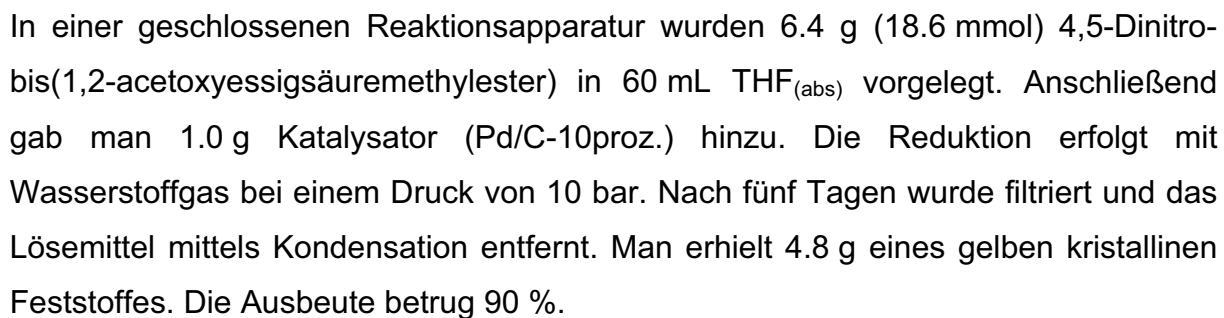 In einer geschlossenen Reaktionsapparatur wurden 6.4 g (18.6 mmol) 4,5-Dinitro-
bis(1,2-acetoxyessigsäuremethylester) in 60 mL THF(abs) vorgelegt. Anschließend
gab man 1.0 g Katalysator (Pd/C-10proz.) hinzu. Die Reduktion erfolgt mit
Wasserstoffgas bei einem Druck von 10 bar. Nach fünf Tagen wurde filtriert und das
Lösemittel mittels Kondensation entfernt. Man erhielt 4.8 g eines gelben kristallinen
Feststoffes. Die Ausbeute betrug 90 %.